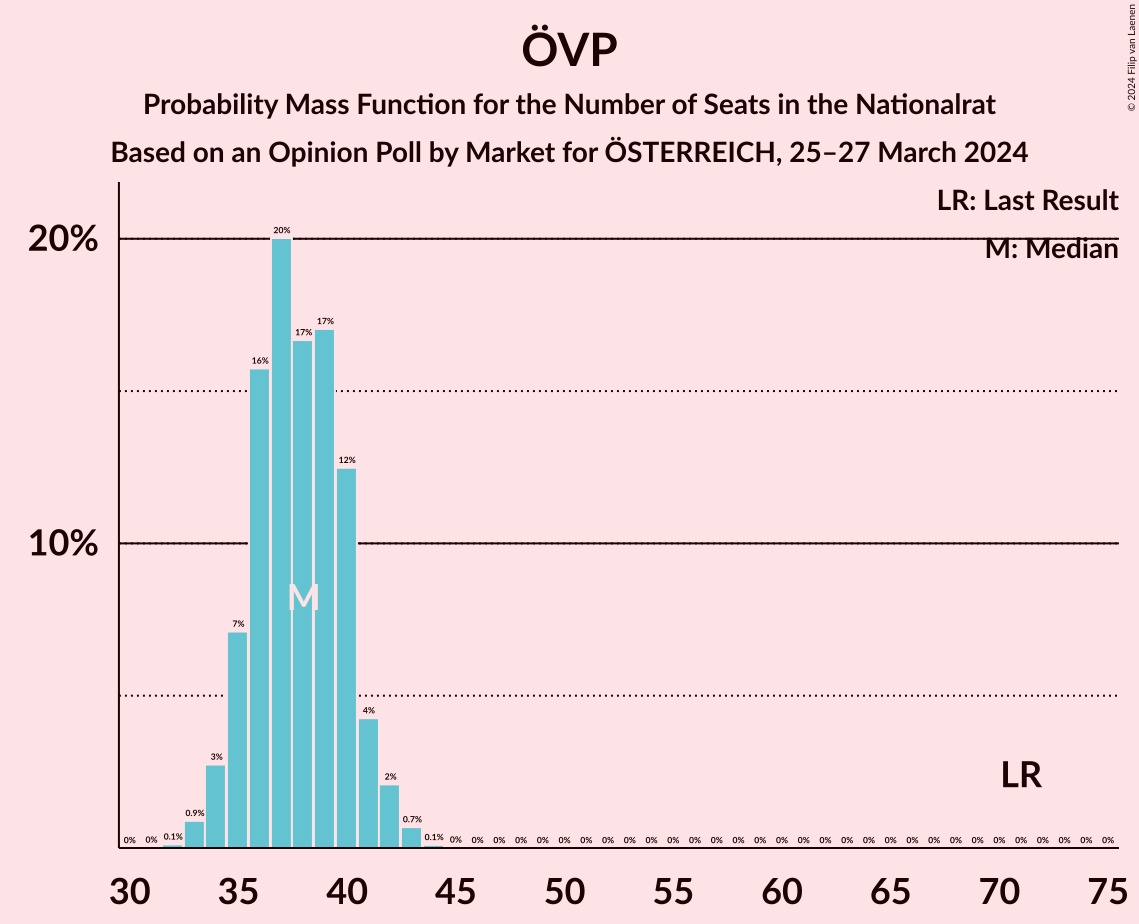 ÖVP
Probability Mass Function for the Number of Seats in the Nationalrat
Based on an Opinion Poll by Market for ÖSTERREICH, 25–27 March 2024
© 2024 Filip van Laenen
LR: Last Result
M: Median
20%
10%
0% 0% 0.1% 0.9% 3% 7% 16% 20% 17% 17% 12% 4% 2% 0.7% 0.1% 0% 0% 0% 0% 0% 0% 0% 0% 0% 0% 0% 0% 0% 0% 0% 0% 0% 0% 0% 0% 0% 0% 0% 0% 0% 0% 0% 0% 0% 0% 0%
M
LR
30 35 40 45 50 55 60 65 70 75